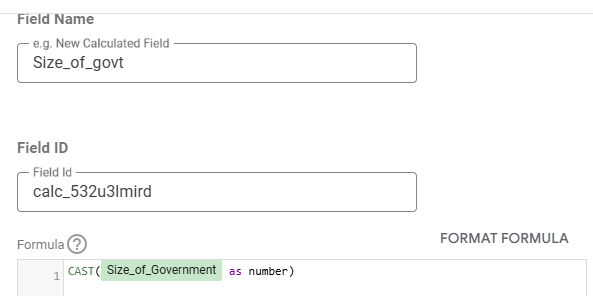 Field Name
e.g. New Calculated Field
Size_of_govt
Field ID
Field Id
calc_532u3lmird
FORMAT FORMULA
Formula ?
1 CAST( Size_of_Government as number)